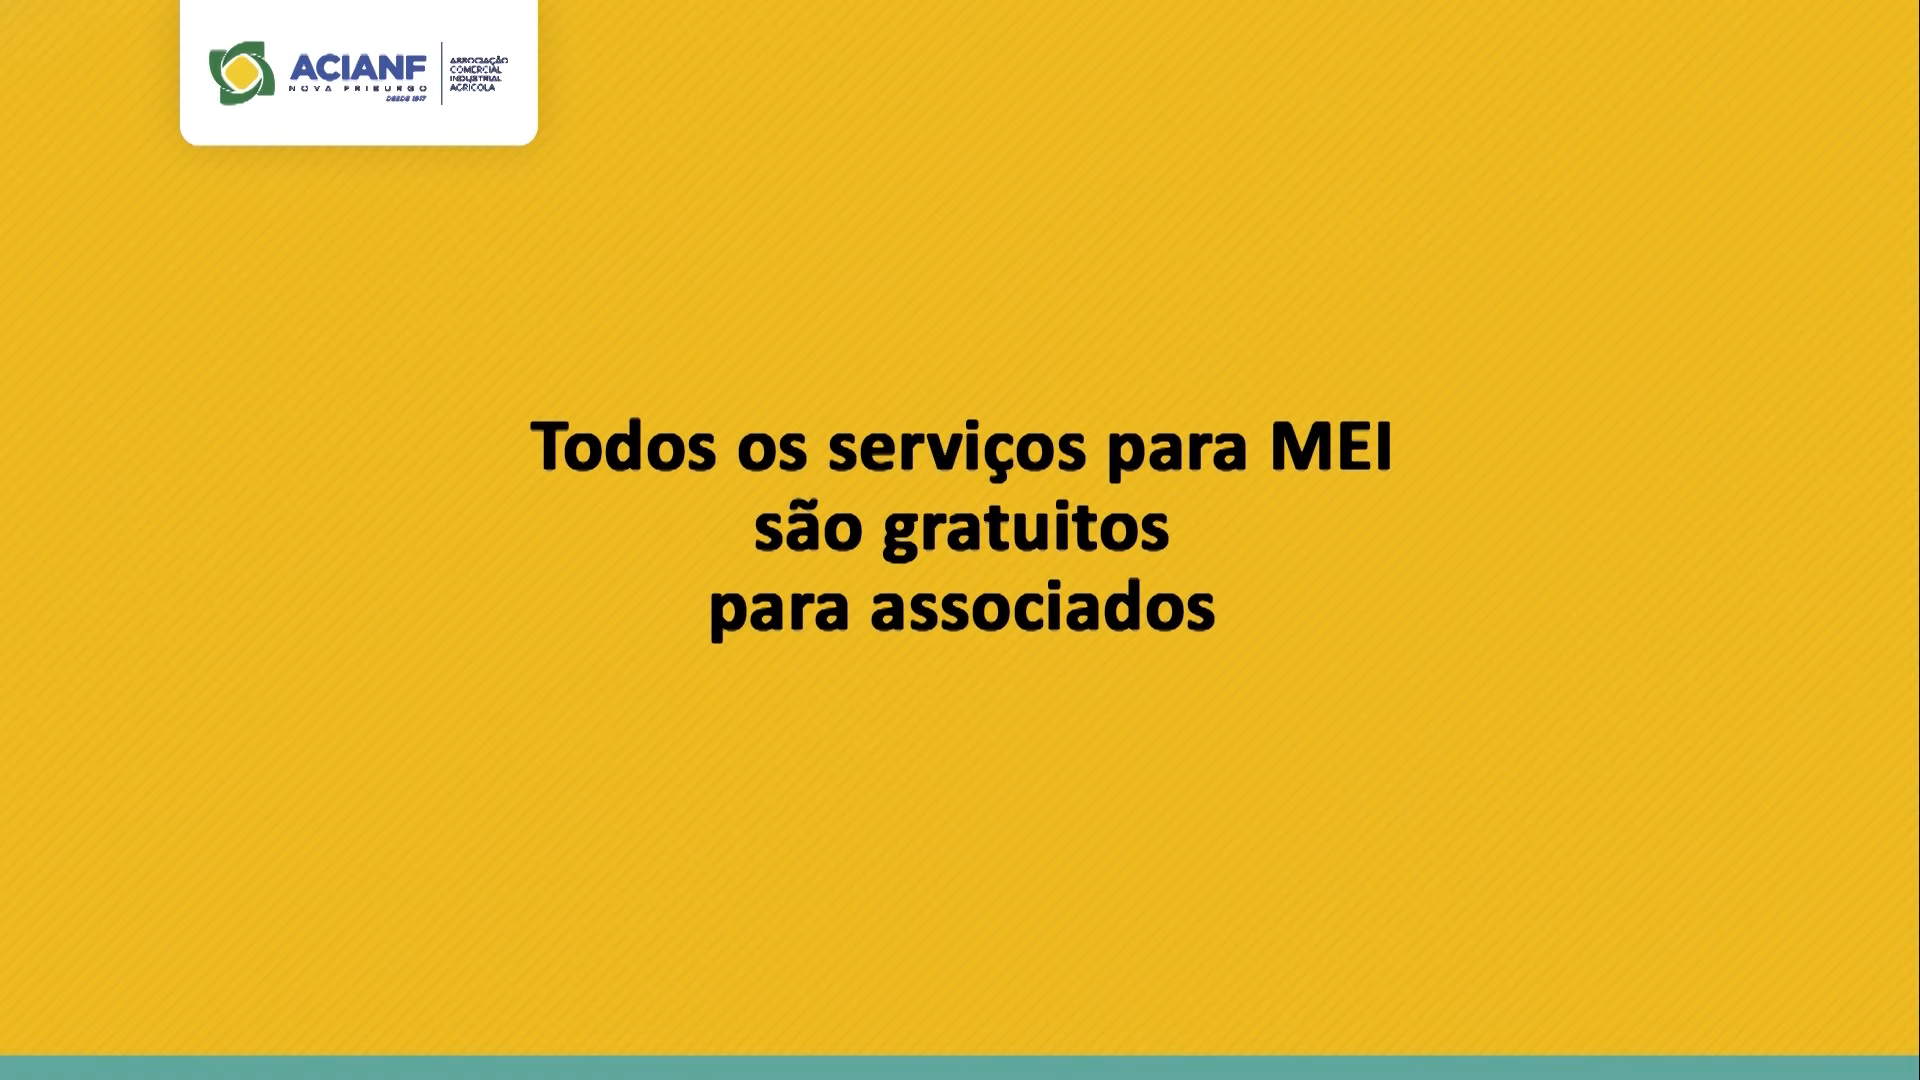 ACIANF
NOVA FRIBURGO
DESDE 1917
ASSOCIAÇÃO
COMERCIAL
INDUSTRIAL
AGRÍCOLA
Todos os serviços para MEI
são gratuitos
para associados